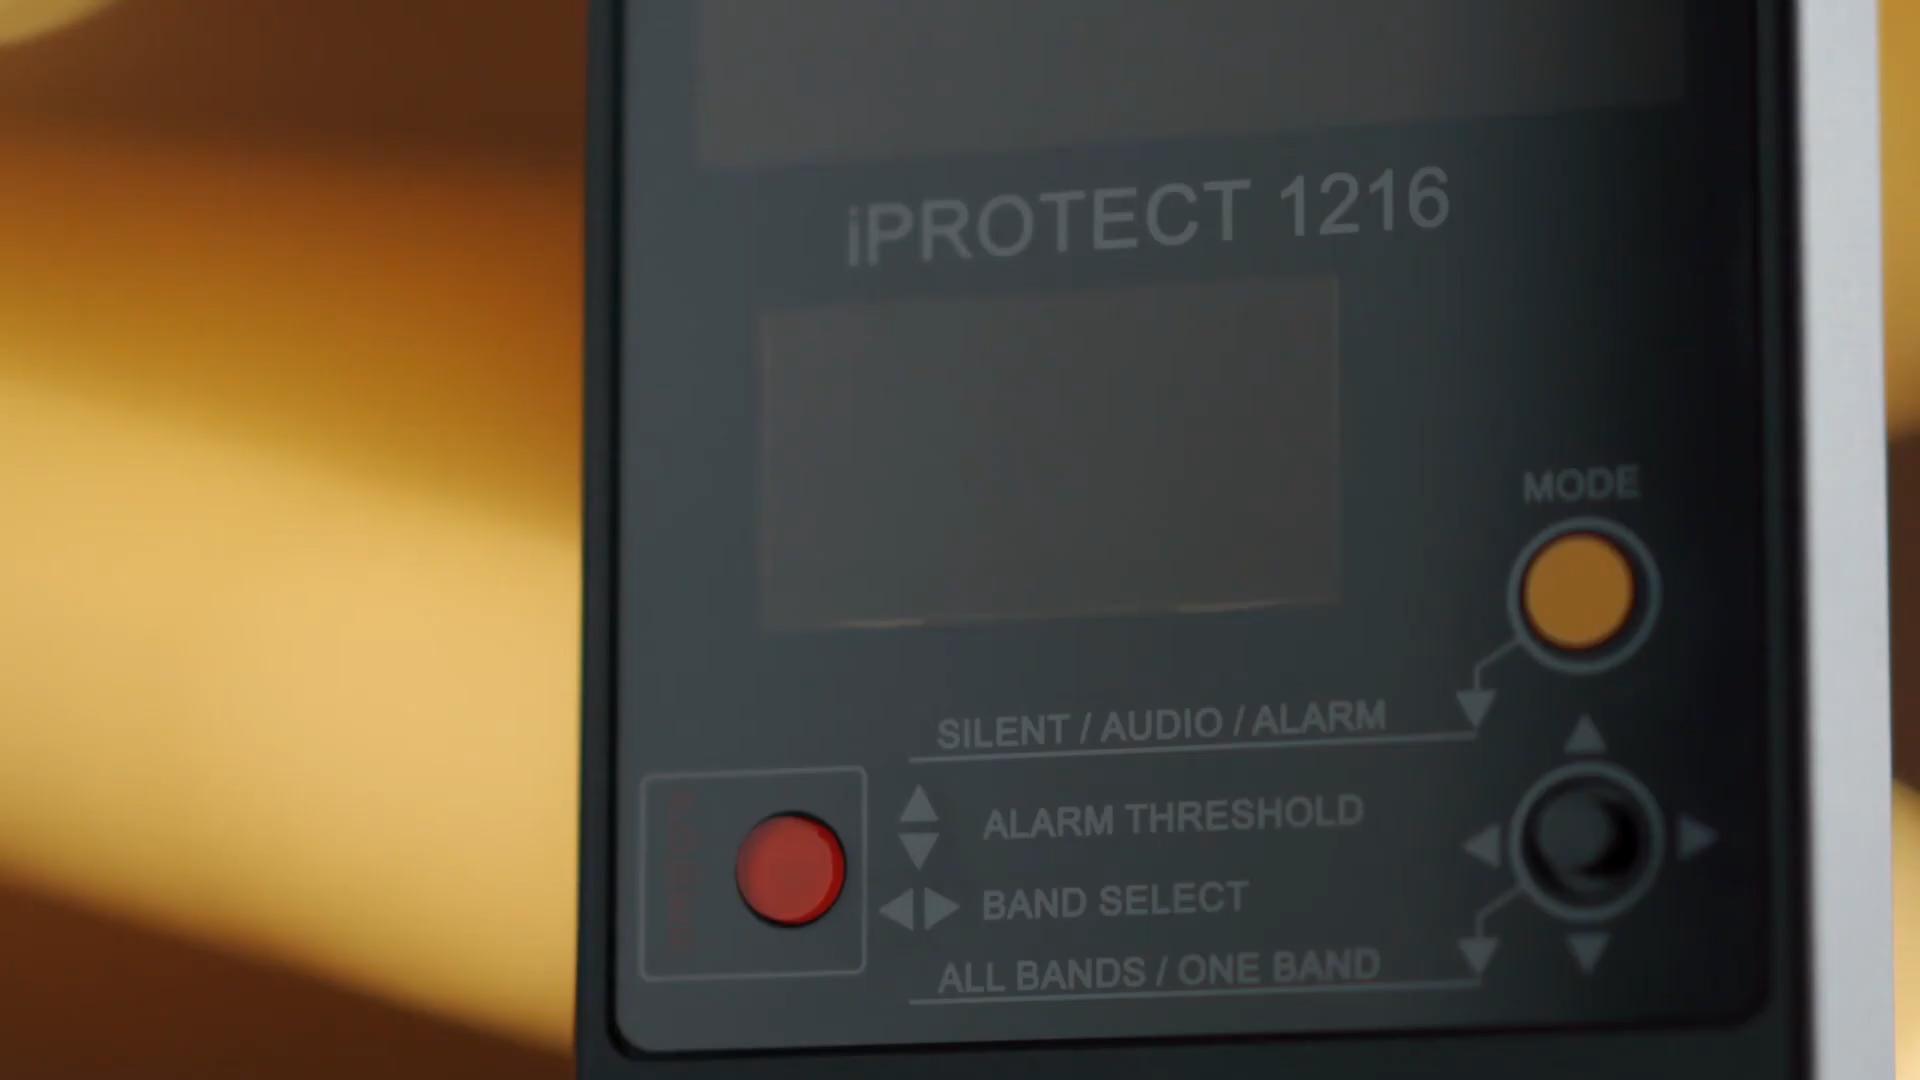 iPROTECT 1216
MODE
SILENT / AUDIO / ALARM
ALARM THRESHOLD
BAND SELECT
ALL BANDS / ONE BAND